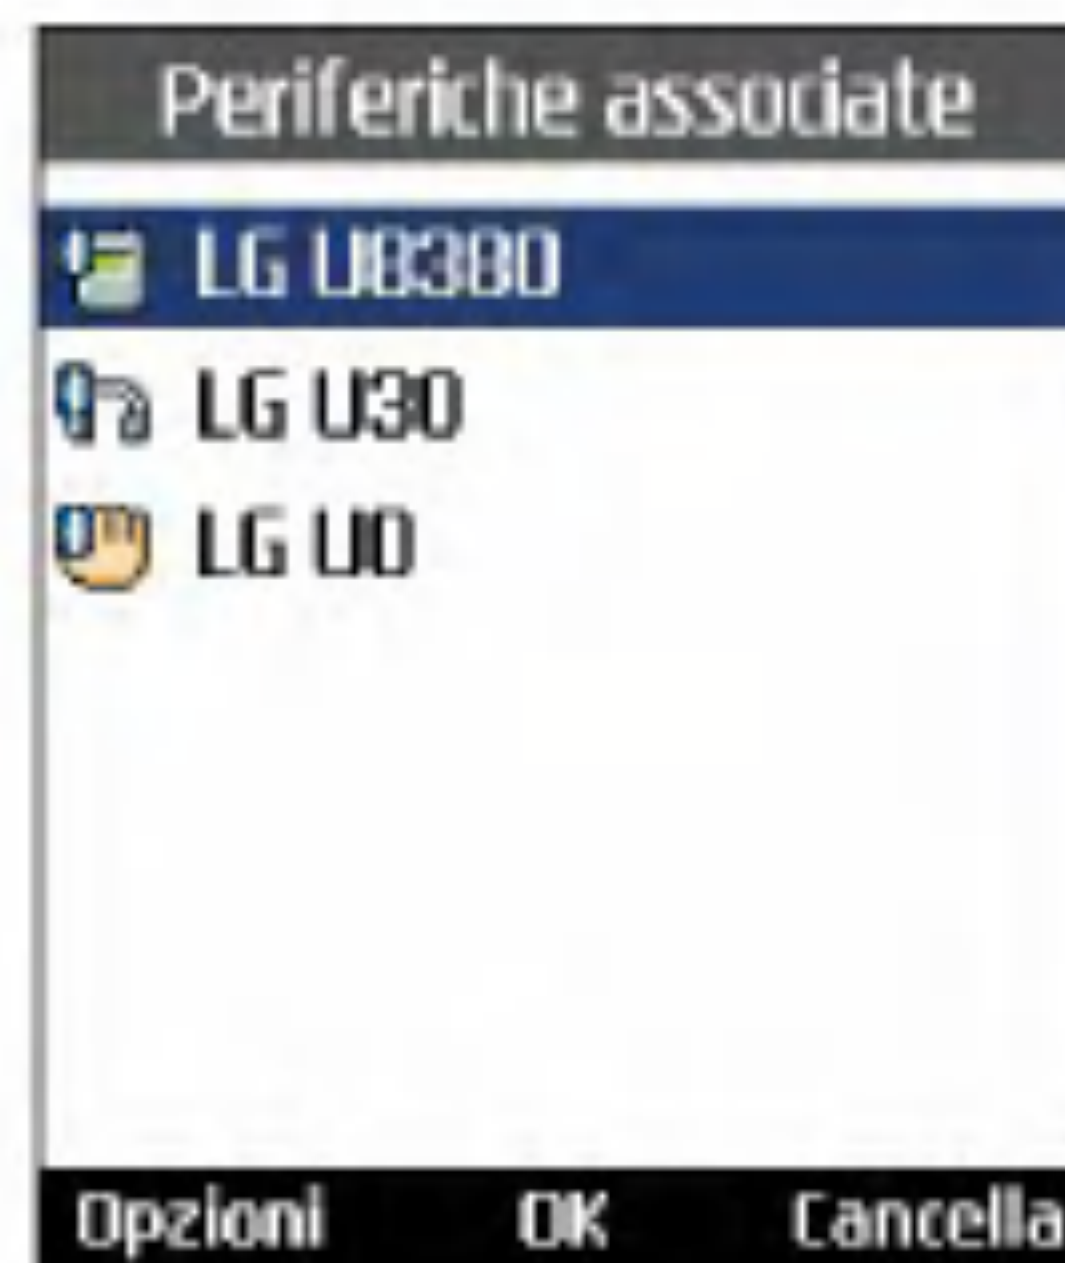 Periferiche associate
LG U8380
LG U30
LG U0
Opzioni OK Cancella